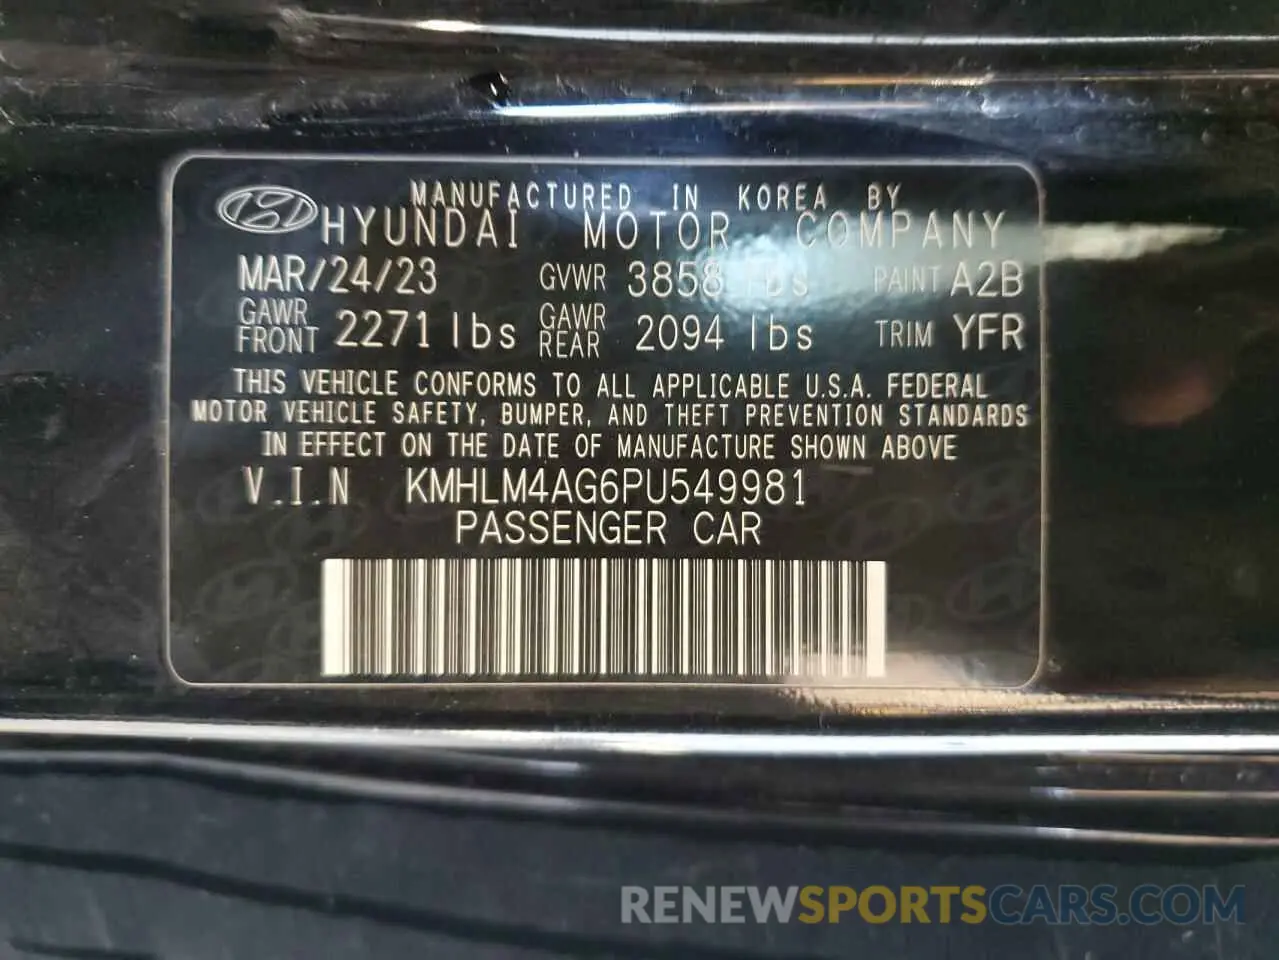 MANUFACTURED IN KOREA BY
HYUNDAI MOTOR COMPANY
MAR/24/23 GVWR 3858 lbs PAINT A2B
GAWR FRONT 2271 lbs GAWR REAR 2094 lbs TRIM YFR
THIS VEHICLE CONFORMS TO ALL APPLICABLE U.S.A. FEDERAL
MOTOR VEHICLE SAFETY, BUMPER, AND THEFT PREVENTION STANDARDS
IN EFFECT ON THE DATE OF MANUFACTURE SHOWN ABOVE
V.I.N KMHLM4AG6PU549981
PASSENGER CAR
RENEWSPORTSCARS.COM